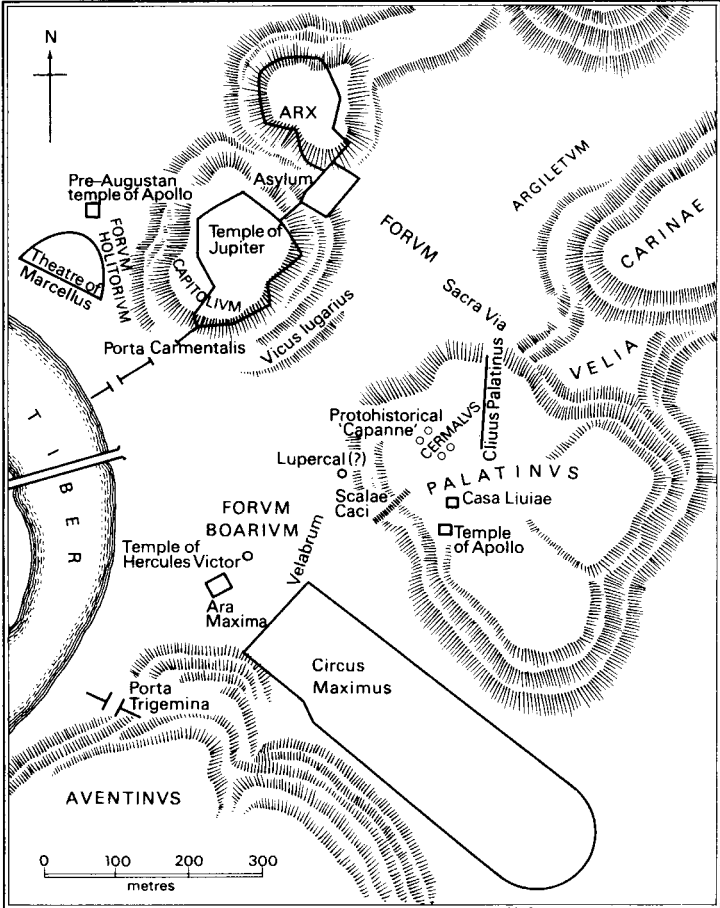 N
ARX
Asylum
Pre-Augustan
temple of Apollo
FORVM
HOLITORIVM
Theatre of
Marcellus
Temple of
Jupiter
CAPITOLIVM
ARGILETVM
CARINAE
FORVM
Sacra Via
Vicus Iugarius
Porta Carmentalis
VELIA
Cliuus Palatinus
Protohistorical
'Capanne'
CERMALVS
TIBER
Lupercal (?)
PALATINVS
Scalae
Caci
Casa Liuiae
FORVM
BOARIVM
Temple
of Apollo
Velabrum
Temple of
Hercules Victor
Ara
Maxima
Circus
Maximus
Porta
Trigemina
AVENTINVS
0 100 200 300
metres